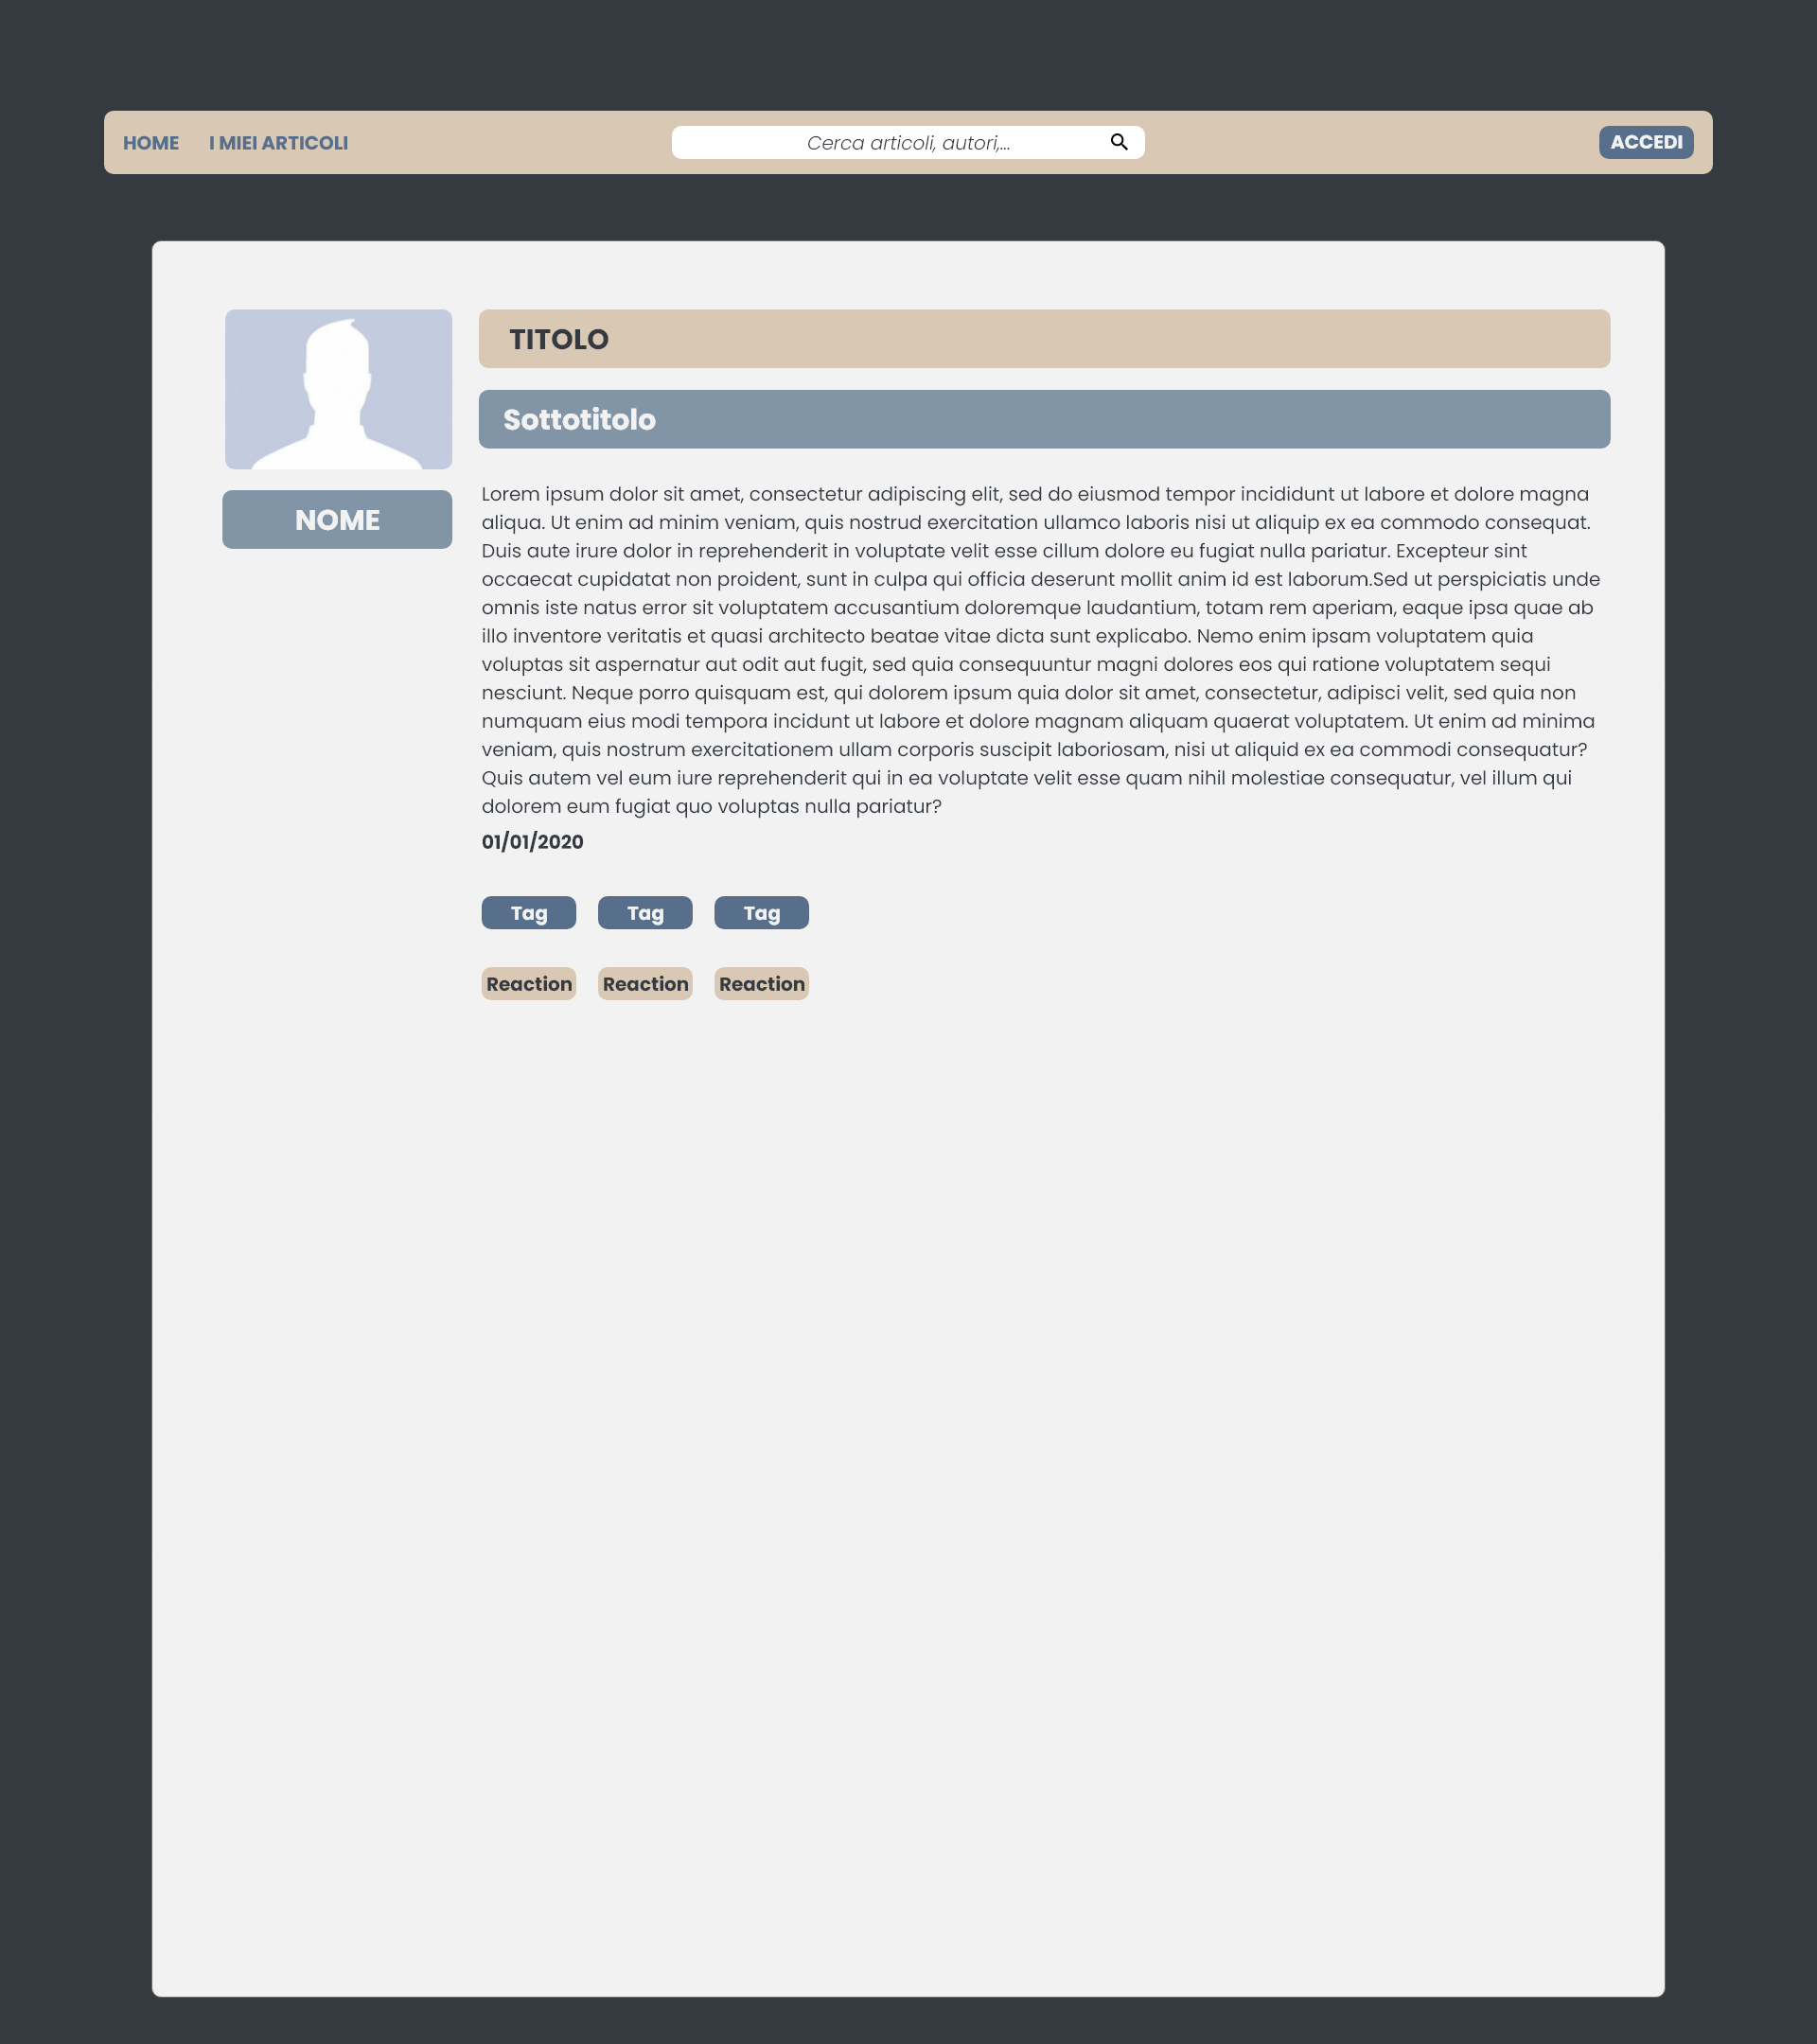 HOME I MIEI ARTICOLI Cerca articoli, autori,... ACCEDI
TITOLO
Sottotitolo
NOME
Lorem ipsum dolor sit amet, consectetur adipiscing elit, sed do eiusmod tempor incididunt ut labore et dolore magna
aliqua. Ut enim ad minim veniam, quis nostrud exercitation ullamco laboris nisi ut aliquip ex ea commodo consequat.
Duis aute irure dolor in reprehenderit in voluptate velit esse cillum dolore eu fugiat nulla pariatur. Excepteur sint
occaecat cupidatat non proident, sunt in culpa qui officia deserunt mollit anim id est laborum.Sed ut perspiciatis unde
omnis iste natus error sit voluptatem accusantium doloremque laudantium, totam rem aperiam, eaque ipsa quae ab
illo inventore veritatis et quasi architecto beatae vitae dicta sunt explicabo. Nemo enim ipsam voluptatem quia
voluptas sit aspernatur aut odit aut fugit, sed quia consequuntur magni dolores eos qui ratione voluptatem sequi
nesciunt. Neque porro quisquam est, qui dolorem ipsum quia dolor sit amet, consectetur, adipisci velit, sed quia non
numquam eius modi tempora incidunt ut labore et dolore magnam aliquam quaerat voluptatem. Ut enim ad minima
veniam, quis nostrum exercitationem ullam corporis suscipit laboriosam, nisi ut aliquid ex ea commodi consequatur?
Quis autem vel eum iure reprehenderit qui in ea voluptate velit esse quam nihil molestiae consequatur, vel illum qui
dolorem eum fugiat quo voluptas nulla pariatur?
01/01/2020
Tag Tag Tag
Reaction Reaction Reaction